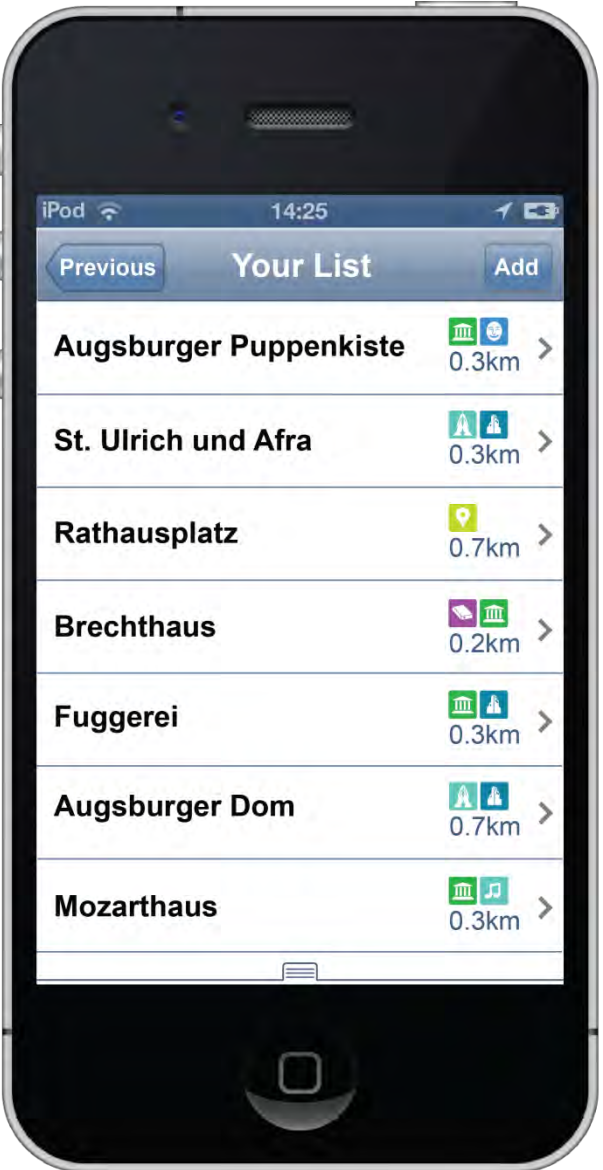 iPod 14:25
Previous Your List Add
Augsburger Puppenkiste
0.3km
St. Ulrich und Afra
0.3km
Rathausplatz
0.7km
Brechthaus
0.2km
Fuggerei
0.3km
Augsburger Dom
0.7km
Mozarthaus
0.3km